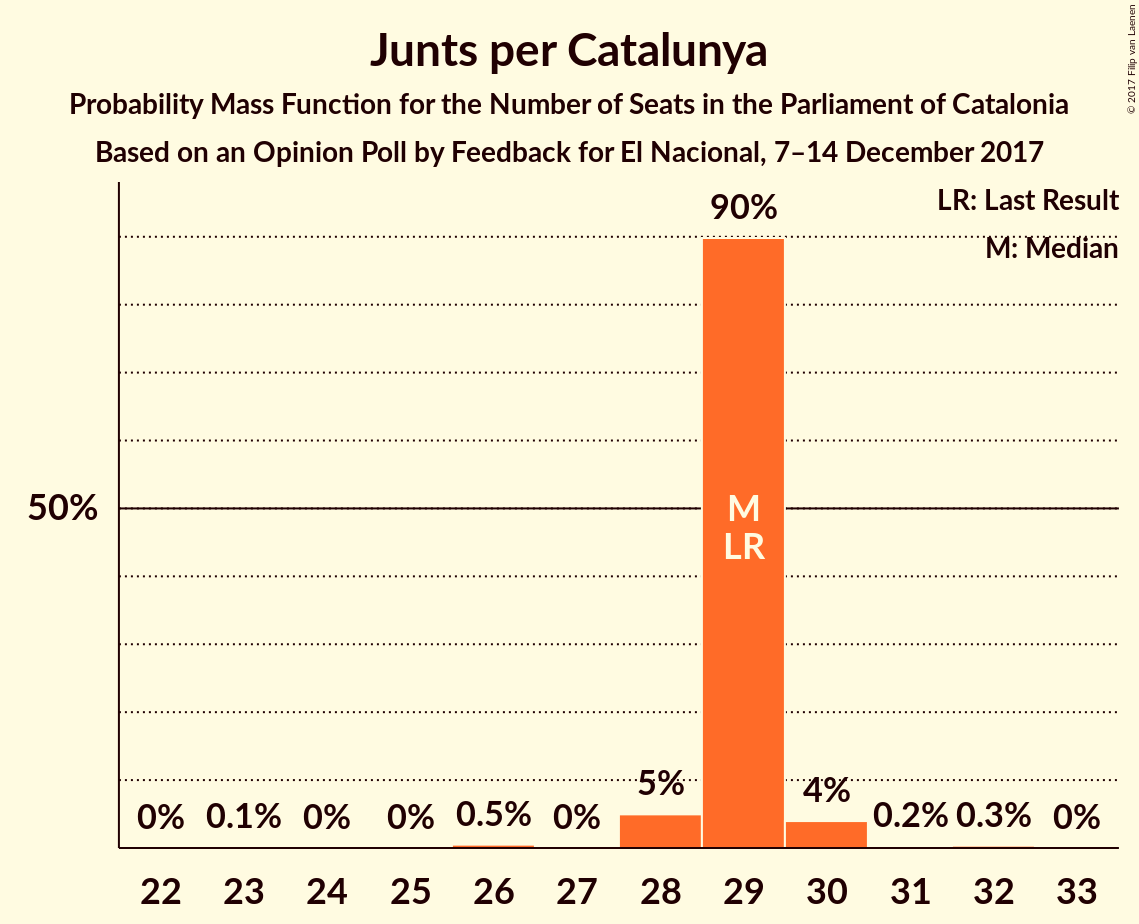 Junts per Catalunya
Probability Mass Function for the Number of Seats in the Parliament of Catalonia
Based on an Opinion Poll by Feedback for El Nacional, 7–14 December 2017
© 2017 Filip van Laenen
LR: Last Result
M: Median
90%
50%
M
LR
0% 0.1% 0% 0% 0.5% 0% 5% 4% 0.2% 0.3% 0%
22 23 24 25 26 27 28 29 30 31 32 33